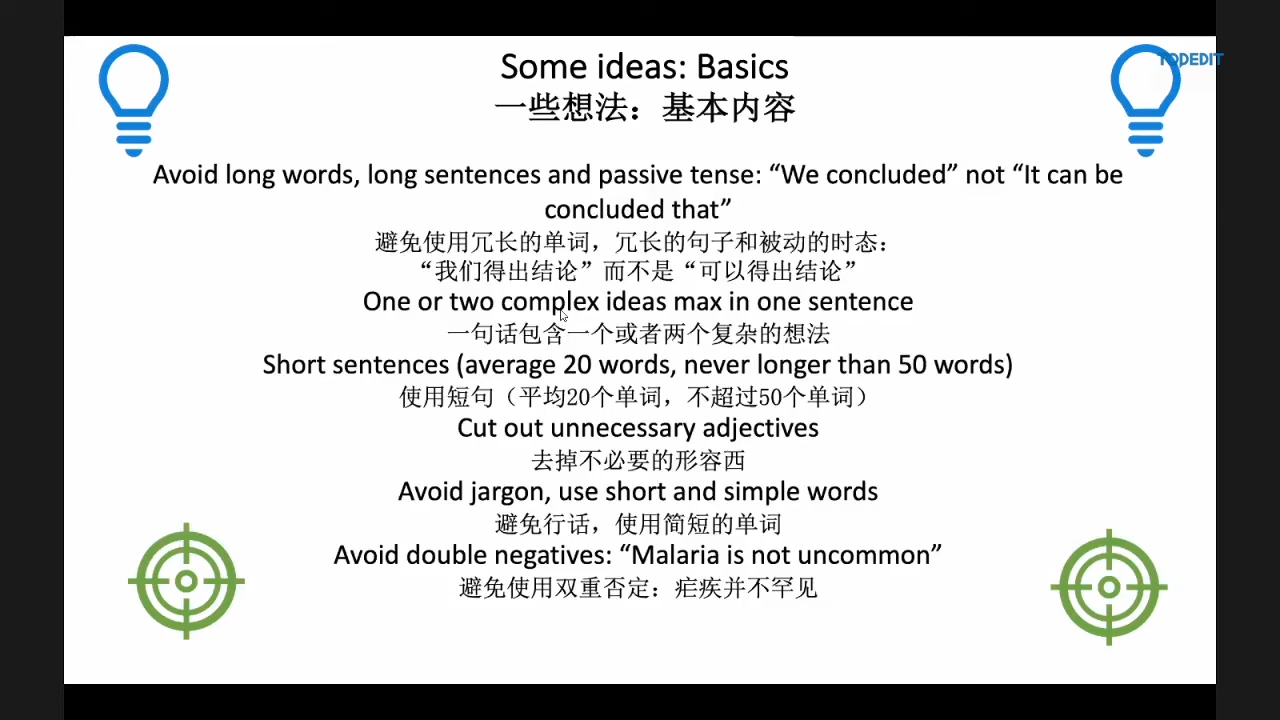 TOPEDIT
Some ideas: Basics
一些想法：基本内容
Avoid long words, long sentences and passive tense: “We concluded” not “It can be
concluded that”
避免使用冗长的单词，冗长的句子和被动的时态：
“我们得出结论”而不是“可以得出结论”
One or two complex ideas max in one sentence
一句话包含一个或者两个复杂的想法
Short sentences (average 20 words, never longer than 50 words)
使用短句（平均20个单词，不超过50个单词）
Cut out unnecessary adjectives
去掉不必要的形容西
Avoid jargon, use short and simple words
避免行话，使用简短的单词
Avoid double negatives: “Malaria is not uncommon”
避免使用双重否定：疟疾并不罕见